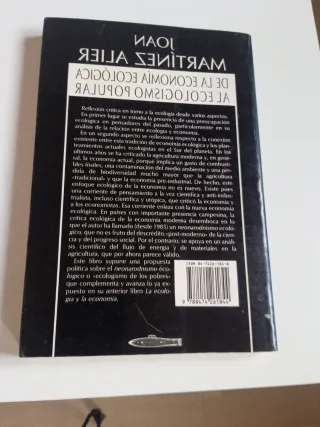 JOAN
MARTÍNEZ ALIER
DE LA ECONOMÍA ECOLÓGICA
AL ECOLOGISMO POPULAR
Reflexión crítica en torno a la ecología desde varios aspectos.
En primer lugar se estudia la presencia de una preocupación
ecológica en pensadores del pasado, particularmente en su
análisis de la relación entre ecología y economía.
En un segundo aspecto se reflexiona respecto a la conexión
existente entre esta tradición de economía ecológica y los plan-
teamientos actuales ecologistas en el Sur del planeta. En los
últimos años se ha criticado la agricultura moderna y, en gene-
ral, la economía actual, porque implica un gasto de combusti-
bles fósiles, una contaminación del medio ambiente y una pér-
dida de biodiversidad mucho mayor que la agricultura
«tradicional» y que la economía pre-industrial. De hecho, este
enfoque ecológico de la economía no es nuevo. Existe pues
una corriente de pensamiento a la vez científica y anti-indus-
trialista, incluso científica y utópica, que criticó la economía y
a los economistas. Esa corriente enlaza con la nueva economía
ecológica. En países con importante presencia campesina, la
crítica ecológica de la economía moderna desemboca en lo
que el autor ha llamado (desde 1985) un neonarodnismo ecoló-
gico, que no es fruto del descrédito «post-moderno» de la cien-
cia y del progreso social. Por el contrario, se apoya en un aná-
lisis científico del flujo de energía y de materiales en la
agricultura, que por ahora parece válido.
Este libro supone una propuesta
política sobre el neonarodnismo eco-
lógico o «ecologismo de los pobres»
que complementa y avanza lo ya ex-
puesto en su anterior libro La ecolo-
gía y la economía.
9 788474 261844